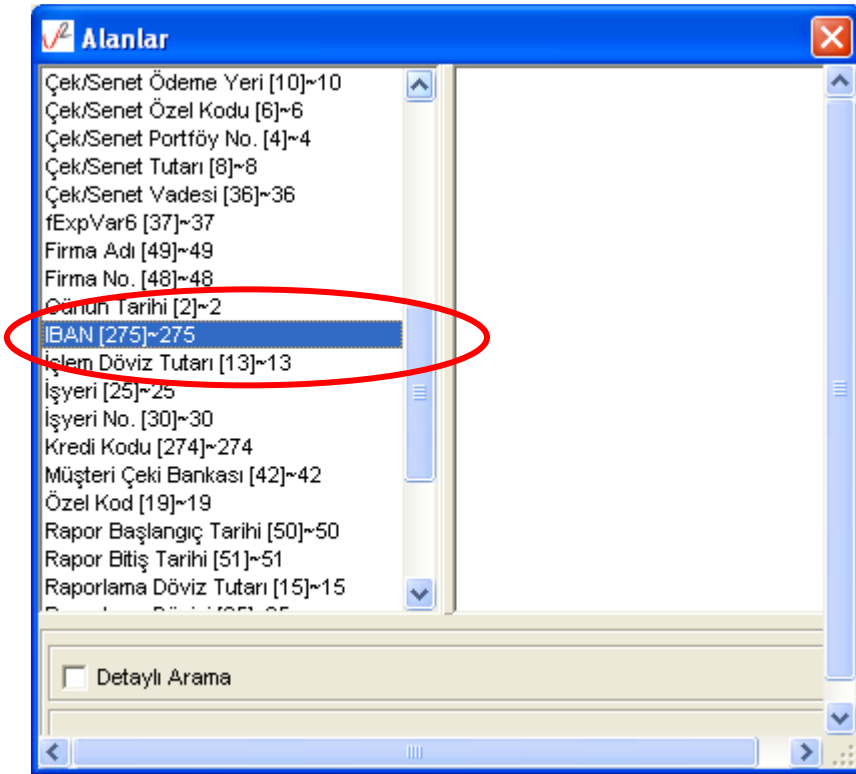 Alanlar
Çek/Senet Ödeme Yeri [10]~10
Çek/Senet Özel Kodu [6]~6
Çek/Senet Portföy No. [4]~4
Çek/Senet Tutarı [8]~8
Çek/Senet Vadesi [36]~36
fExpVar6 [37]~37
Firma Adı [49]~49
Firma No. [48]~48
Günün Tarihi [2]~2
IBAN [275]~275
İşlem Döviz Tutarı [13]~13
İşyeri [25]~25
İşyeri No. [30]~30
Kredi Kodu [274]~274
Müşteri Çeki Bankası [42]~42
Özel Kod [19]~19
Rapor Başlangıç Tarihi [50]~50
Rapor Bitiş Tarihi [51]~51
Raporlama Döviz Tutarı [15]~15
Detaylı Arama